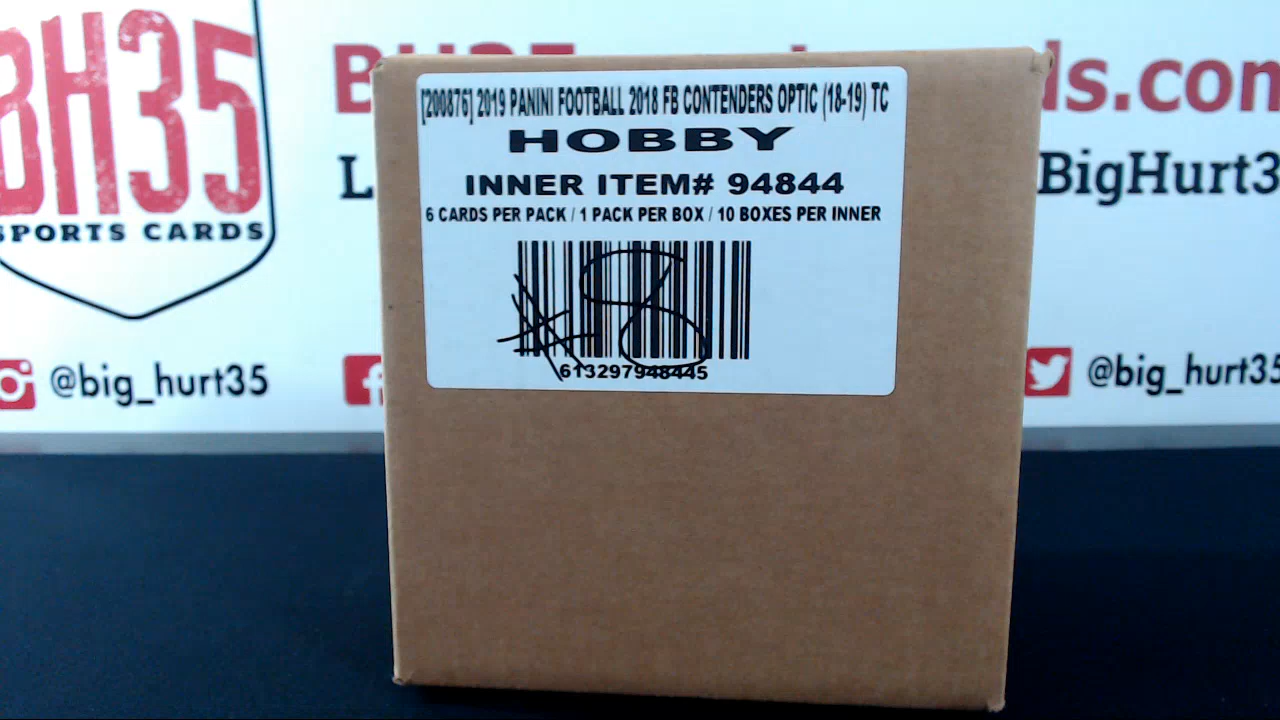 BH35
SPORTS CARDS
@big_hurt35
[200876] 2019 PANINI FOOTBALL 2018 FB CONTENDERS OPTIC (18-19) TC
HOBBY
INNER ITEM# 94844
6 CARDS PER PACK / 1 PACK PER BOX / 10 BOXES PER INNER
#8
613297948445
ds.com
BigHurt3
@big_hurt35